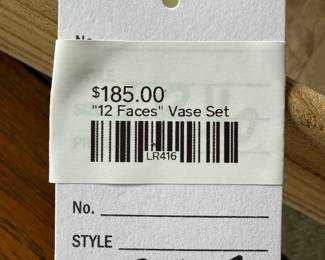 No.
$185.00
"12 Faces" Vase Set
LR416
No.
STYLE